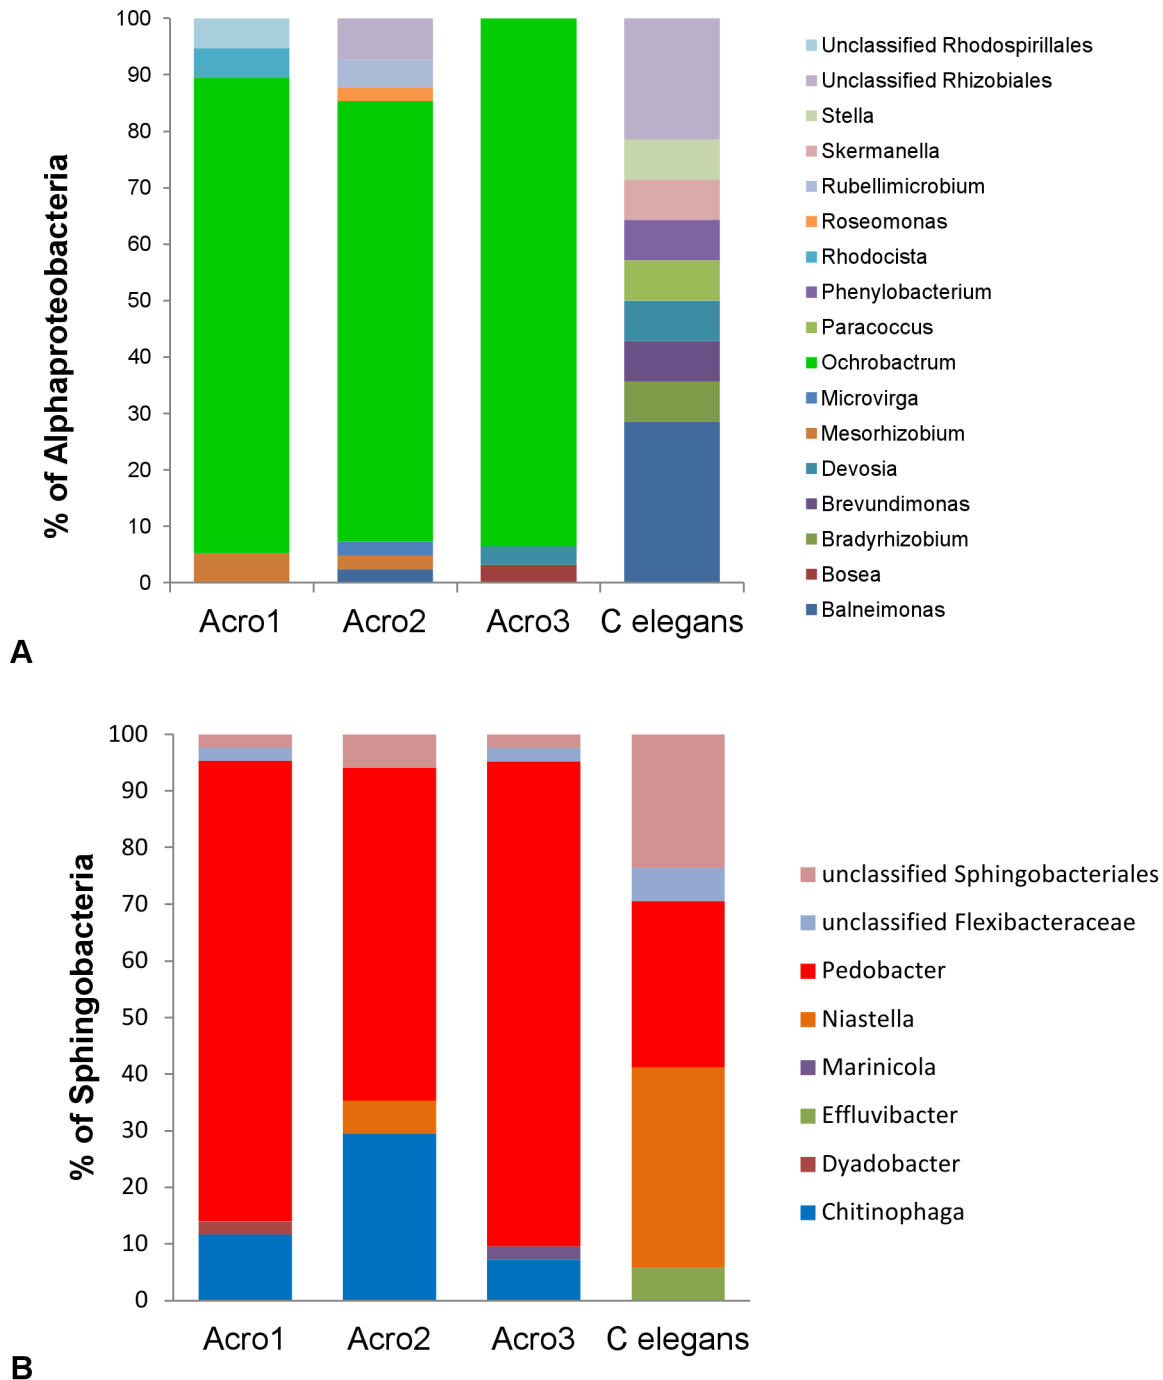 100
90
80
70
60
50
40
30
20
10
0
% of Alphaproteobacteria
Acro1 Acro2 Acro3 C elegans
Unclassified Rhodospirillales
Unclassified Rhizobiales
Stella
Skermanella
Rubellimicrobium
Roseomonas
Rhodocista
Phenylobacterium
Paracoccus
Ochrobactrum
Microvirga
Mesorhizobium
Devosia
Brevundimonas
Bradyrhizobium
Bosea
Balneimonas
A
100
90
80
70
60
50
40
30
20
10
0
% of Sphingobacteria
Acro1 Acro2 Acro3 C elegans
unclassified Sphingobacteriales
unclassified Flexibacteraceae
Pedobacter
Niastella
Marinicola
Effluvibacter
Dyadobacter
Chitinophaga
B